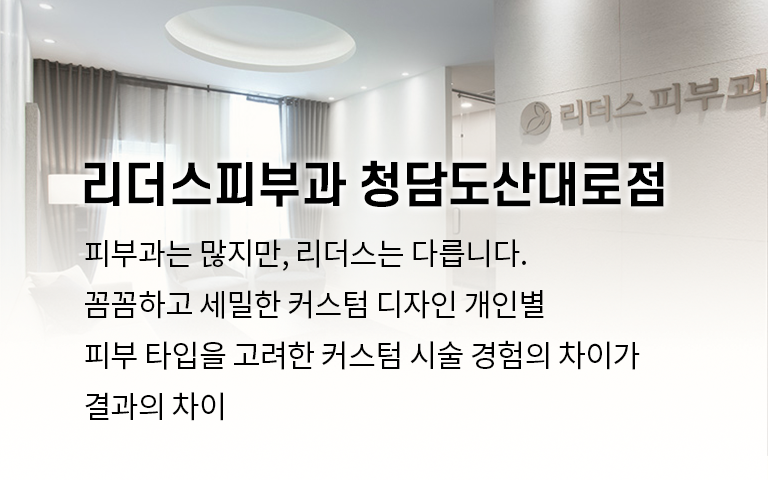 리더스피부과
리더스피부과 청담도산대로점
피부과는 많지만, 리더스는 다릅니다.
꼼꼼하고 세밀한 커스텀 디자인 개인별
피부 타입을 고려한 커스텀 시술 경험의 차이가
결과의 차이